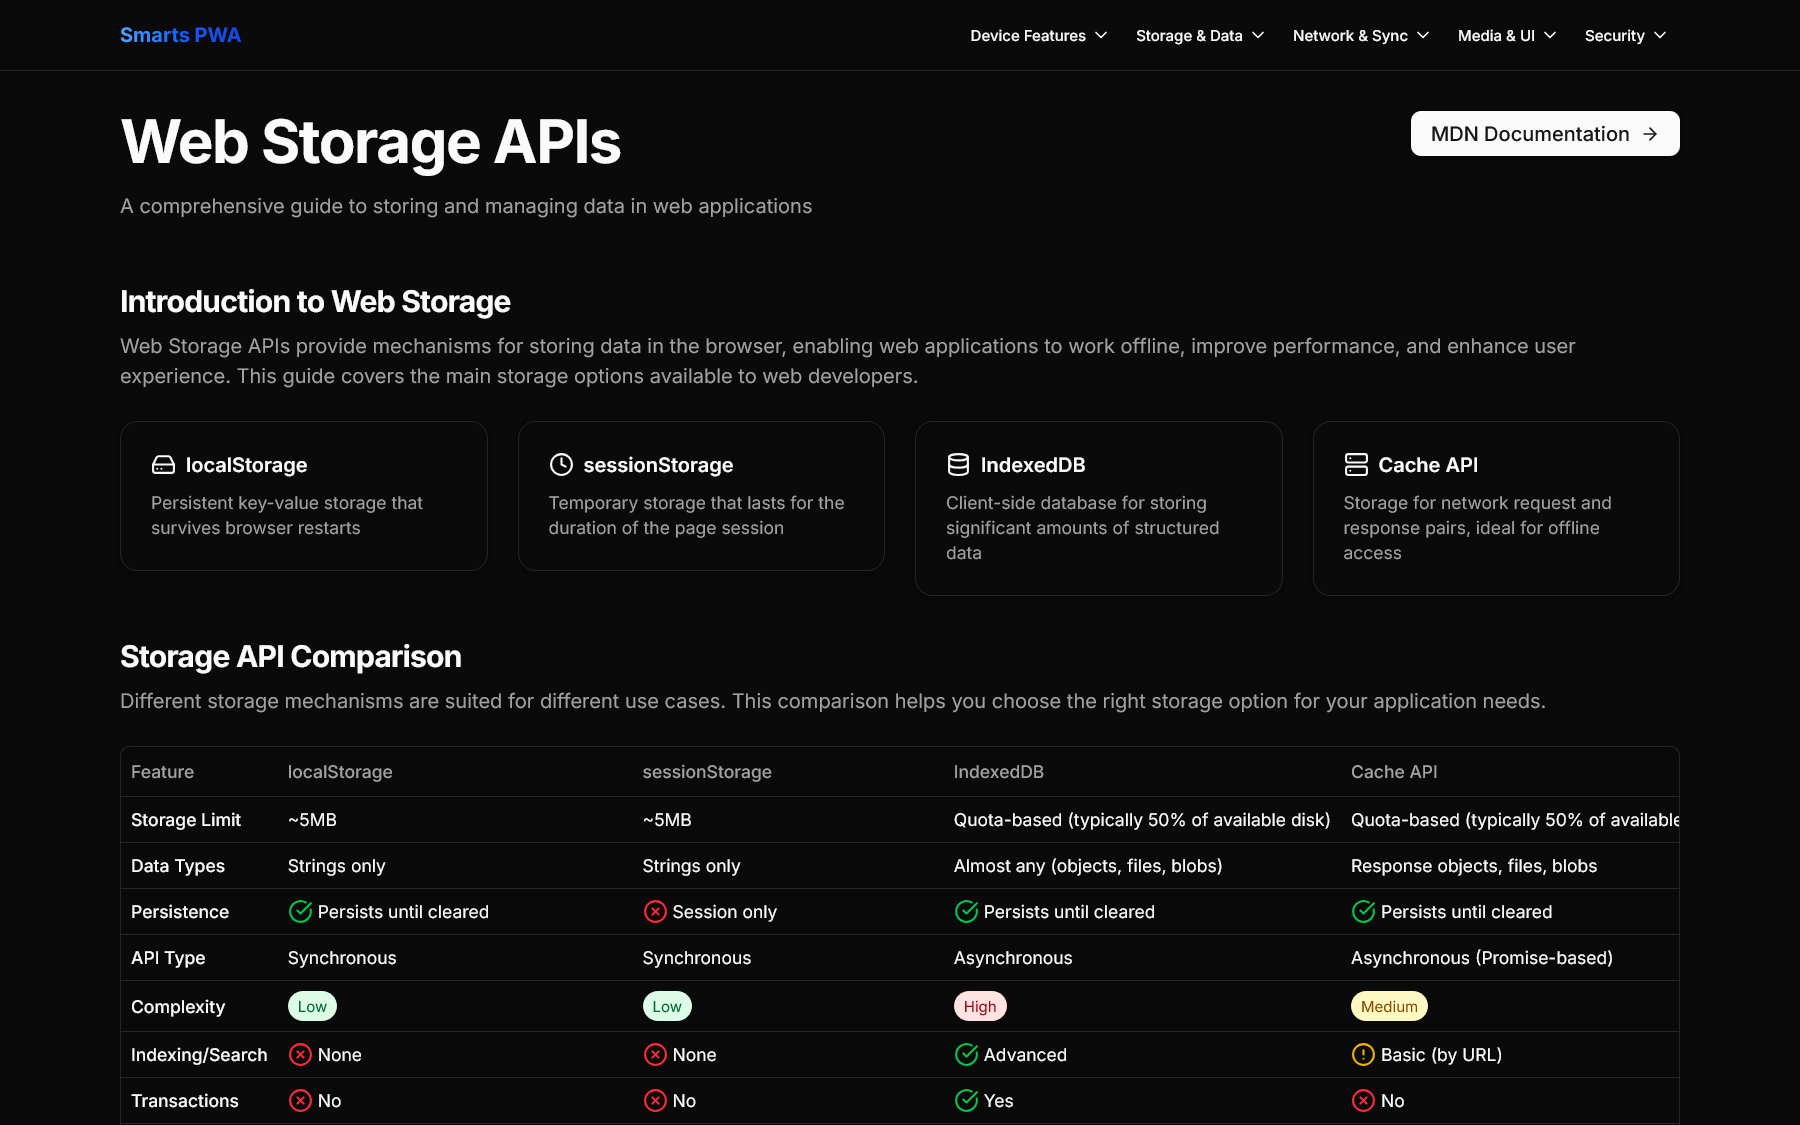 Smarts PWA
Device Features
Storage & Data
Network & Sync
Media & UI
Security
Web Storage APIs
MDN Documentation →
A comprehensive guide to storing and managing data in web applications
Introduction to Web Storage
Web Storage APIs provide mechanisms for storing data in the browser, enabling web applications to work offline, improve performance, and enhance user
experience. This guide covers the main storage options available to web developers.
localStorage
Persistent key-value storage that
survives browser restarts
sessionStorage
Temporary storage that lasts for the
duration of the page session
IndexedDB
Client-side database for storing
significant amounts of structured
data
Cache API
Storage for network request and
response pairs, ideal for offline
access
Storage API Comparison
Different storage mechanisms are suited for different use cases. This comparison helps you choose the right storage option for your application needs.
Feature localStorage sessionStorage IndexedDB Cache API
Storage Limit ~5MB ~5MB Quota-based (typically 50% of available disk) Quota-based (typically 50% of available
Data Types Strings only Strings only Almost any (objects, files, blobs) Response objects, files, blobs
Persistence Persists until cleared Session only Persists until cleared Persists until cleared
API Type Synchronous Synchronous Asynchronous Asynchronous (Promise-based)
Complexity Low Low High Medium
Indexing/Search None None Advanced Basic (by URL)
Transactions No No Yes No